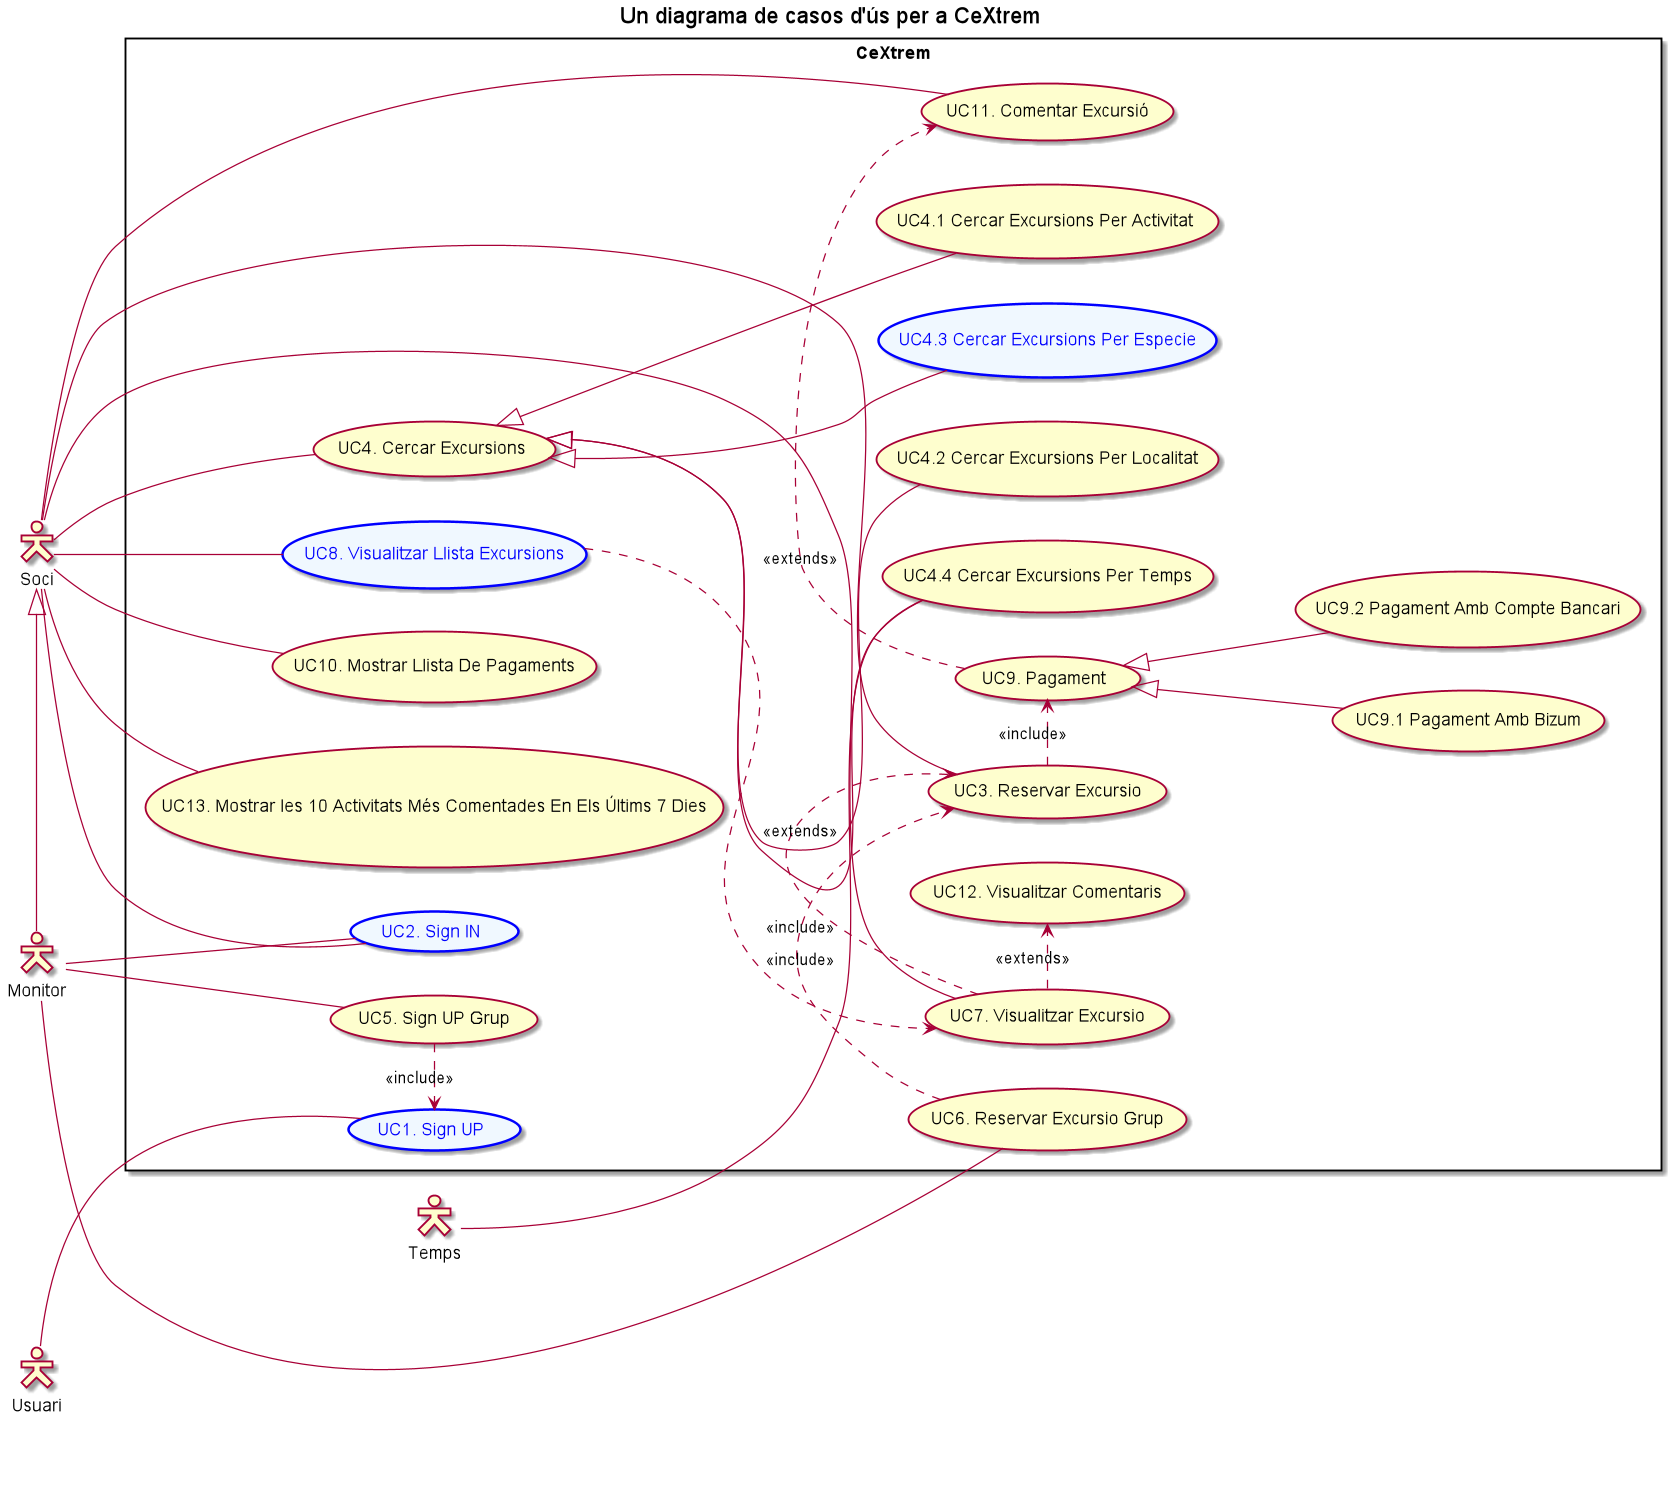 Un diagrama de casos d'ús per a CeXtrem
CeXtrem
UC11. Comentar Excursió
UC4.1 Cercar Excursions Per Activitat
UC4.3 Cercar Excursions Per Especie
UC4. Cercar Excursions
UC4.2 Cercar Excursions Per Localitat
UC8. Visualitzar Llista Excursions
«extends»
UC4.4 Cercar Excursions Per Temps
Soci
UC9.2 Pagament Amb Compte Bancari
UC10. Mostrar Llista De Pagaments
UC9. Pagament
UC9.1 Pagament Amb Bizum
«include»
UC3. Reservar Excursio
UC13. Mostrar les 10 Activitats Més Comentades En Els Últims 7 Dies
«extends»
UC12. Visualitzar Comentaris
UC2. Sign IN
«include»
«include»
«extends»
Monitor
UC5. Sign UP Grup
UC7. Visualitzar Excursio
«include»
UC6. Reservar Excursio Grup
UC1. Sign UP
Temps
Usuari